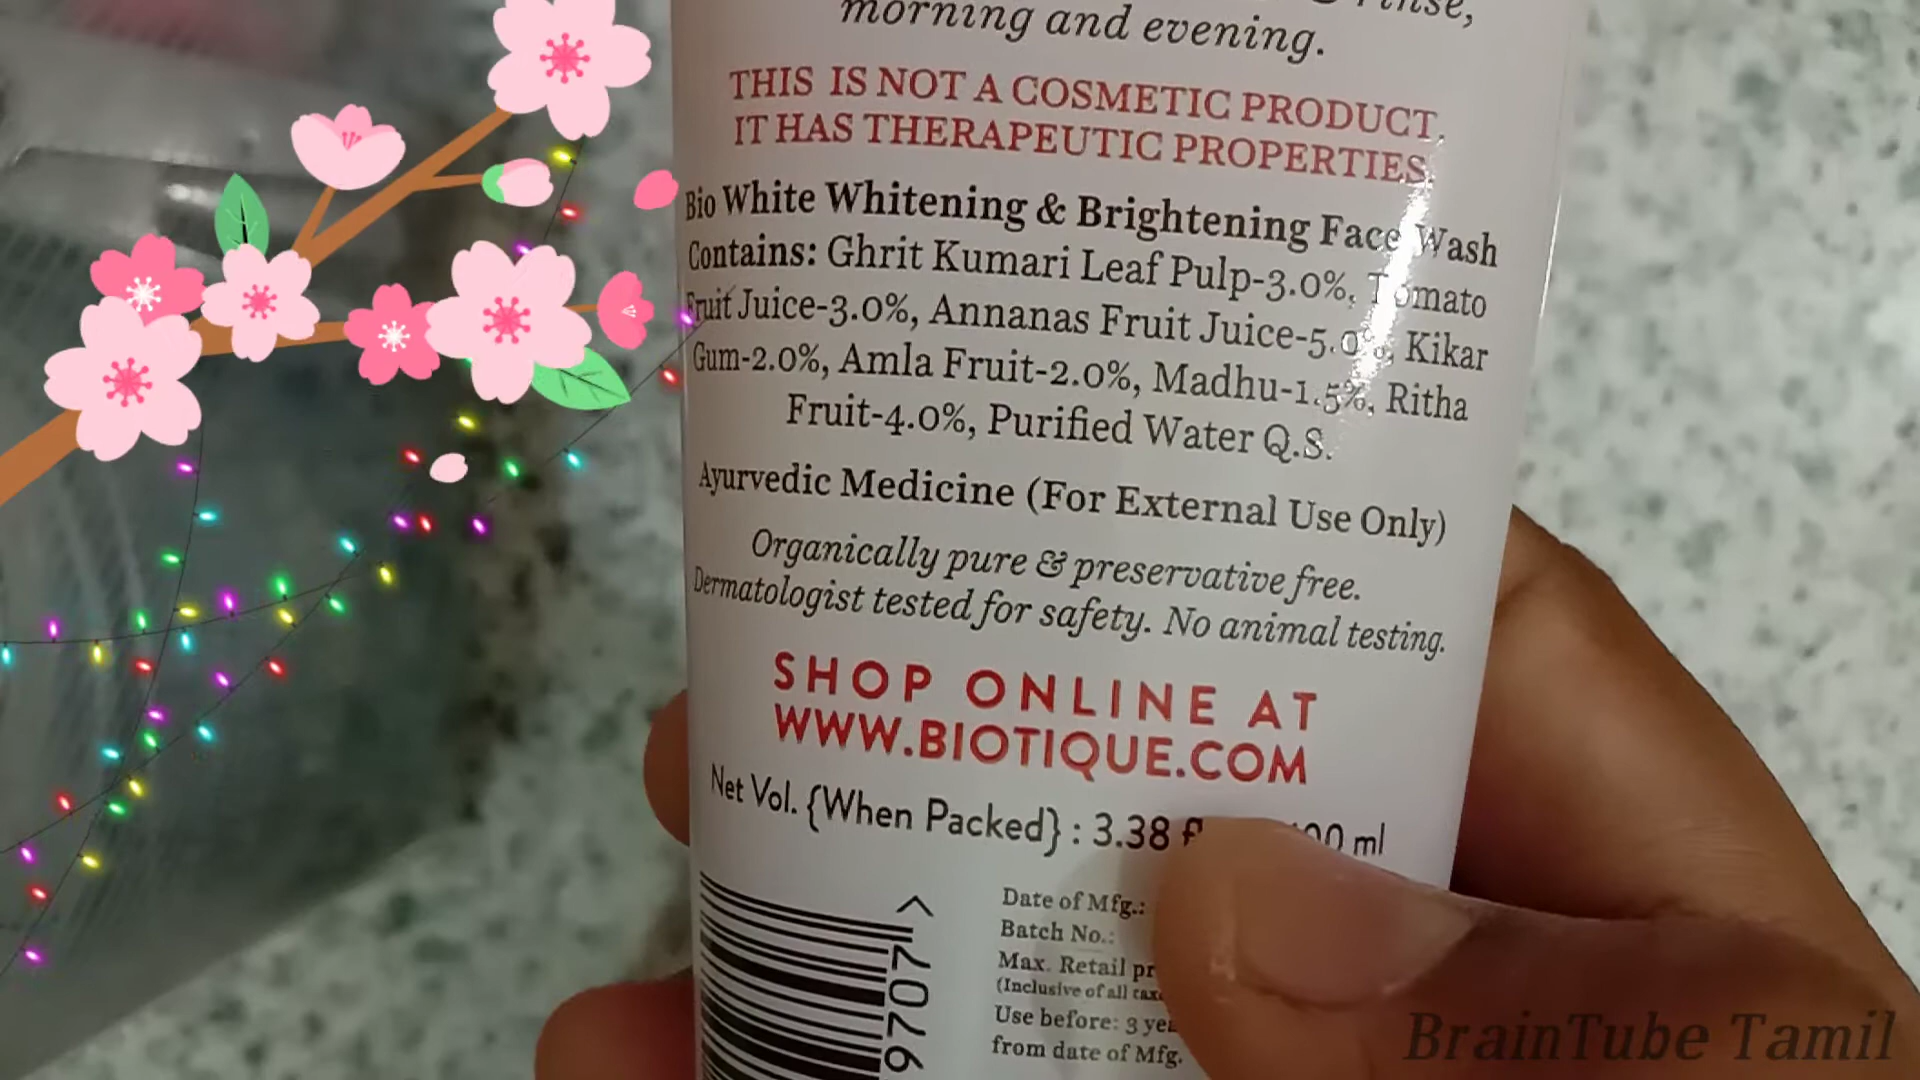 rinse,
morning and evening.
THIS IS NOT A COSMETIC PRODUCT.
IT HAS THERAPEUTIC PROPERTIES.
Bio White Whitening & Brightening Face Wash
Contains: Ghrit Kumari Leaf Pulp-3.0%, Tomato
Fruit Juice-3.0%, Annanas Fruit Juice-5.0%, Kikar
Gum-2.0%, Amla Fruit-2.0%, Madhu-1.5%, Ritha
Fruit-4.0%, Purified Water Q.S.
Ayurvedic Medicine (For External Use Only)
Organically pure & preservative free.
Dermatologist tested for safety. No animal testing.
SHOP ONLINE AT
WWW.BIOTIQUE.COM
Net Vol. {When Packed} : 3.38 ml
Date of Mfg.:
Batch No.:
Max. Retail
(Inclusive of all
Use before: 3
from date of Mfg.
9707
BrainTube Tamil